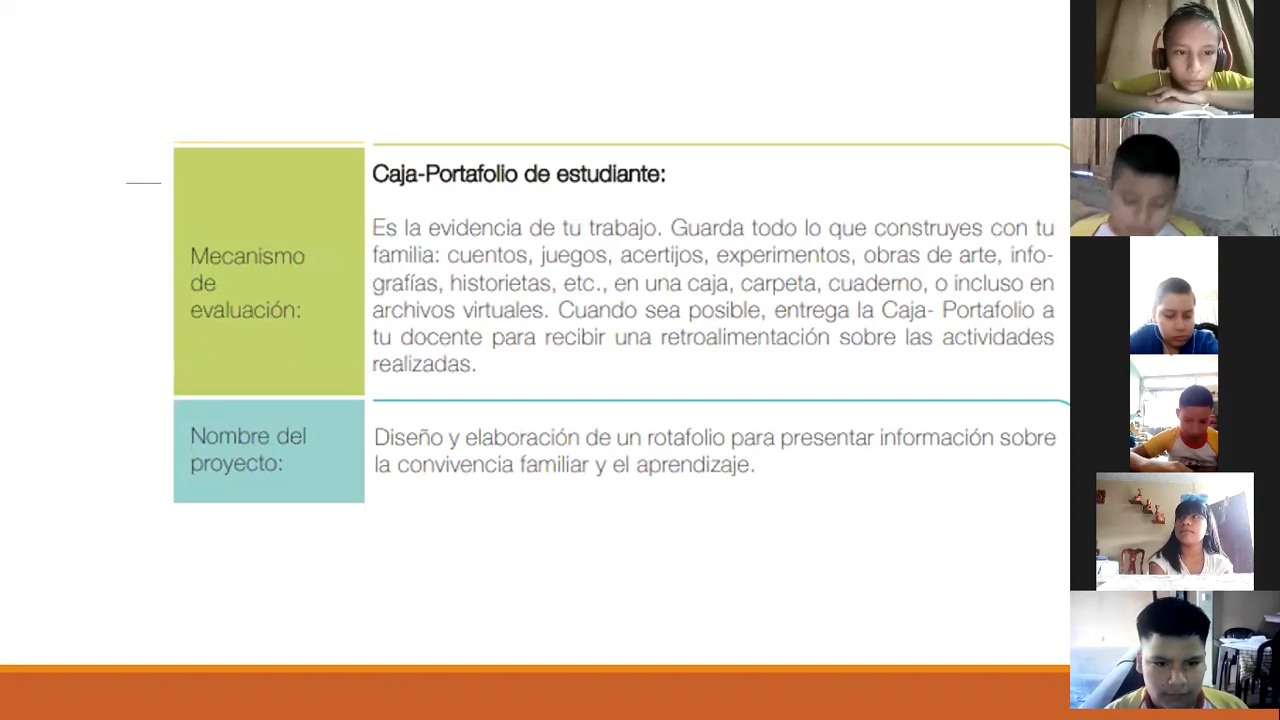 Caja-Portafolio de estudiante:
Mecanismo
de
evaluación:
Es la evidencia de tu trabajo. Guarda todo lo que construyes con tu
familia: cuentos, juegos, acertijos, experimentos, obras de arte, info-
grafías, historietas, etc., en una caja, carpeta, cuaderno, o incluso en
archivos virtuales. Cuando sea posible, entrega la Caja- Portafolio a
tu docente para recibir una retroalimentación sobre las actividades
realizadas.
Nombre del
proyecto:
Diseño y elaboración de un rotafolio para presentar información sobre
la convivencia familiar y el aprendizaje.